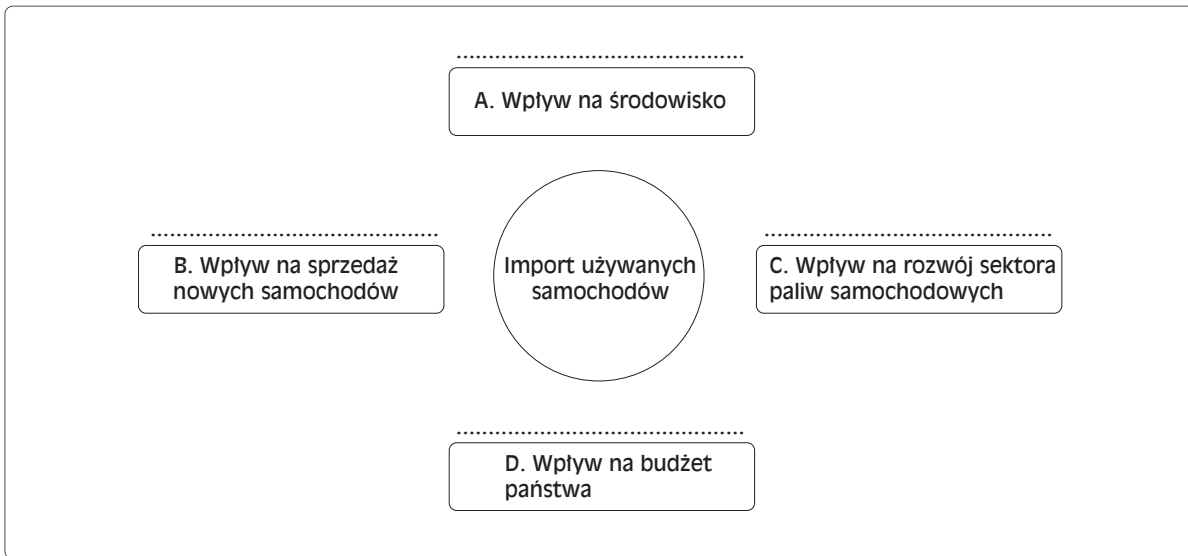 A. Wpływ na środowisko
B. Wpływ na sprzedaż
nowych samochodów
Import używanych
samochodów
C. Wpływ na rozwój sektora
paliw samochodowych
D. Wpływ na budżet
państwa